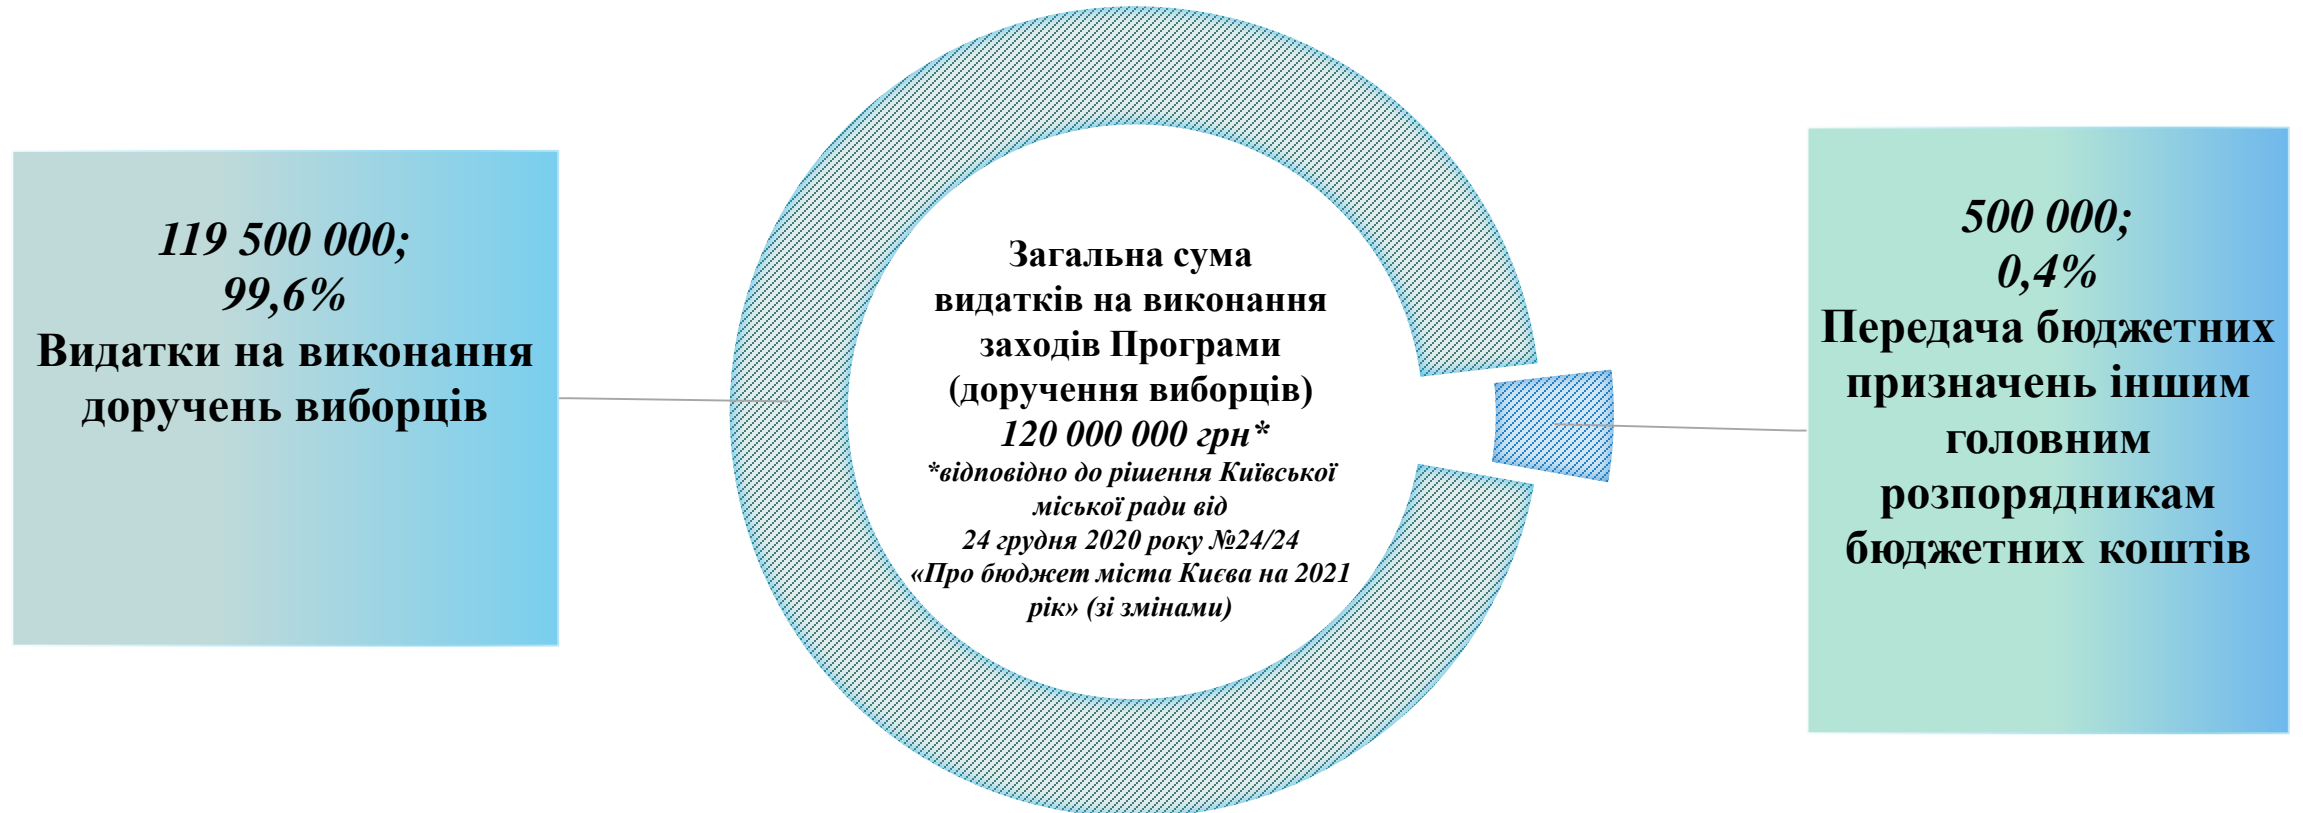 119 500 000;
99,6%
Видатки на виконання
доручень виборців
Загальна сума
видатків на виконання
заходів Програми
(доручення виборців)
120 000 000 грн*
*відповідно до рішення Київської
міської ради від
24 грудня 2020 року №24/24
«Про бюджет міста Києва на 2021
рік» (зі змінами)
500 000;
0,4%
Передача бюджетних
призначень іншим
головним
розпорядникам
бюджетних коштів